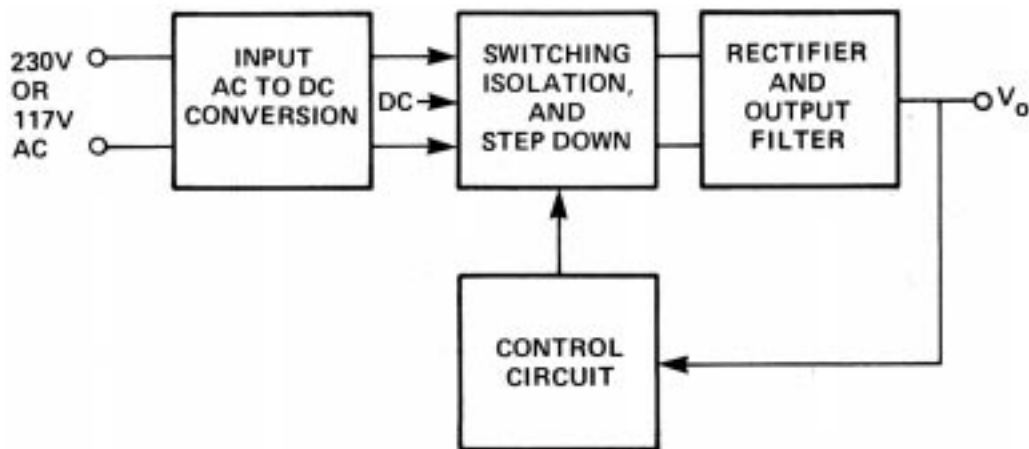 230V
OR
117V
AC
INPUT
AC TO DC
CONVERSION
DC
SWITCHING
ISOLATION,
AND
STEP DOWN
RECTIFIER
AND
OUTPUT
FILTER
Vo
CONTROL
CIRCUIT